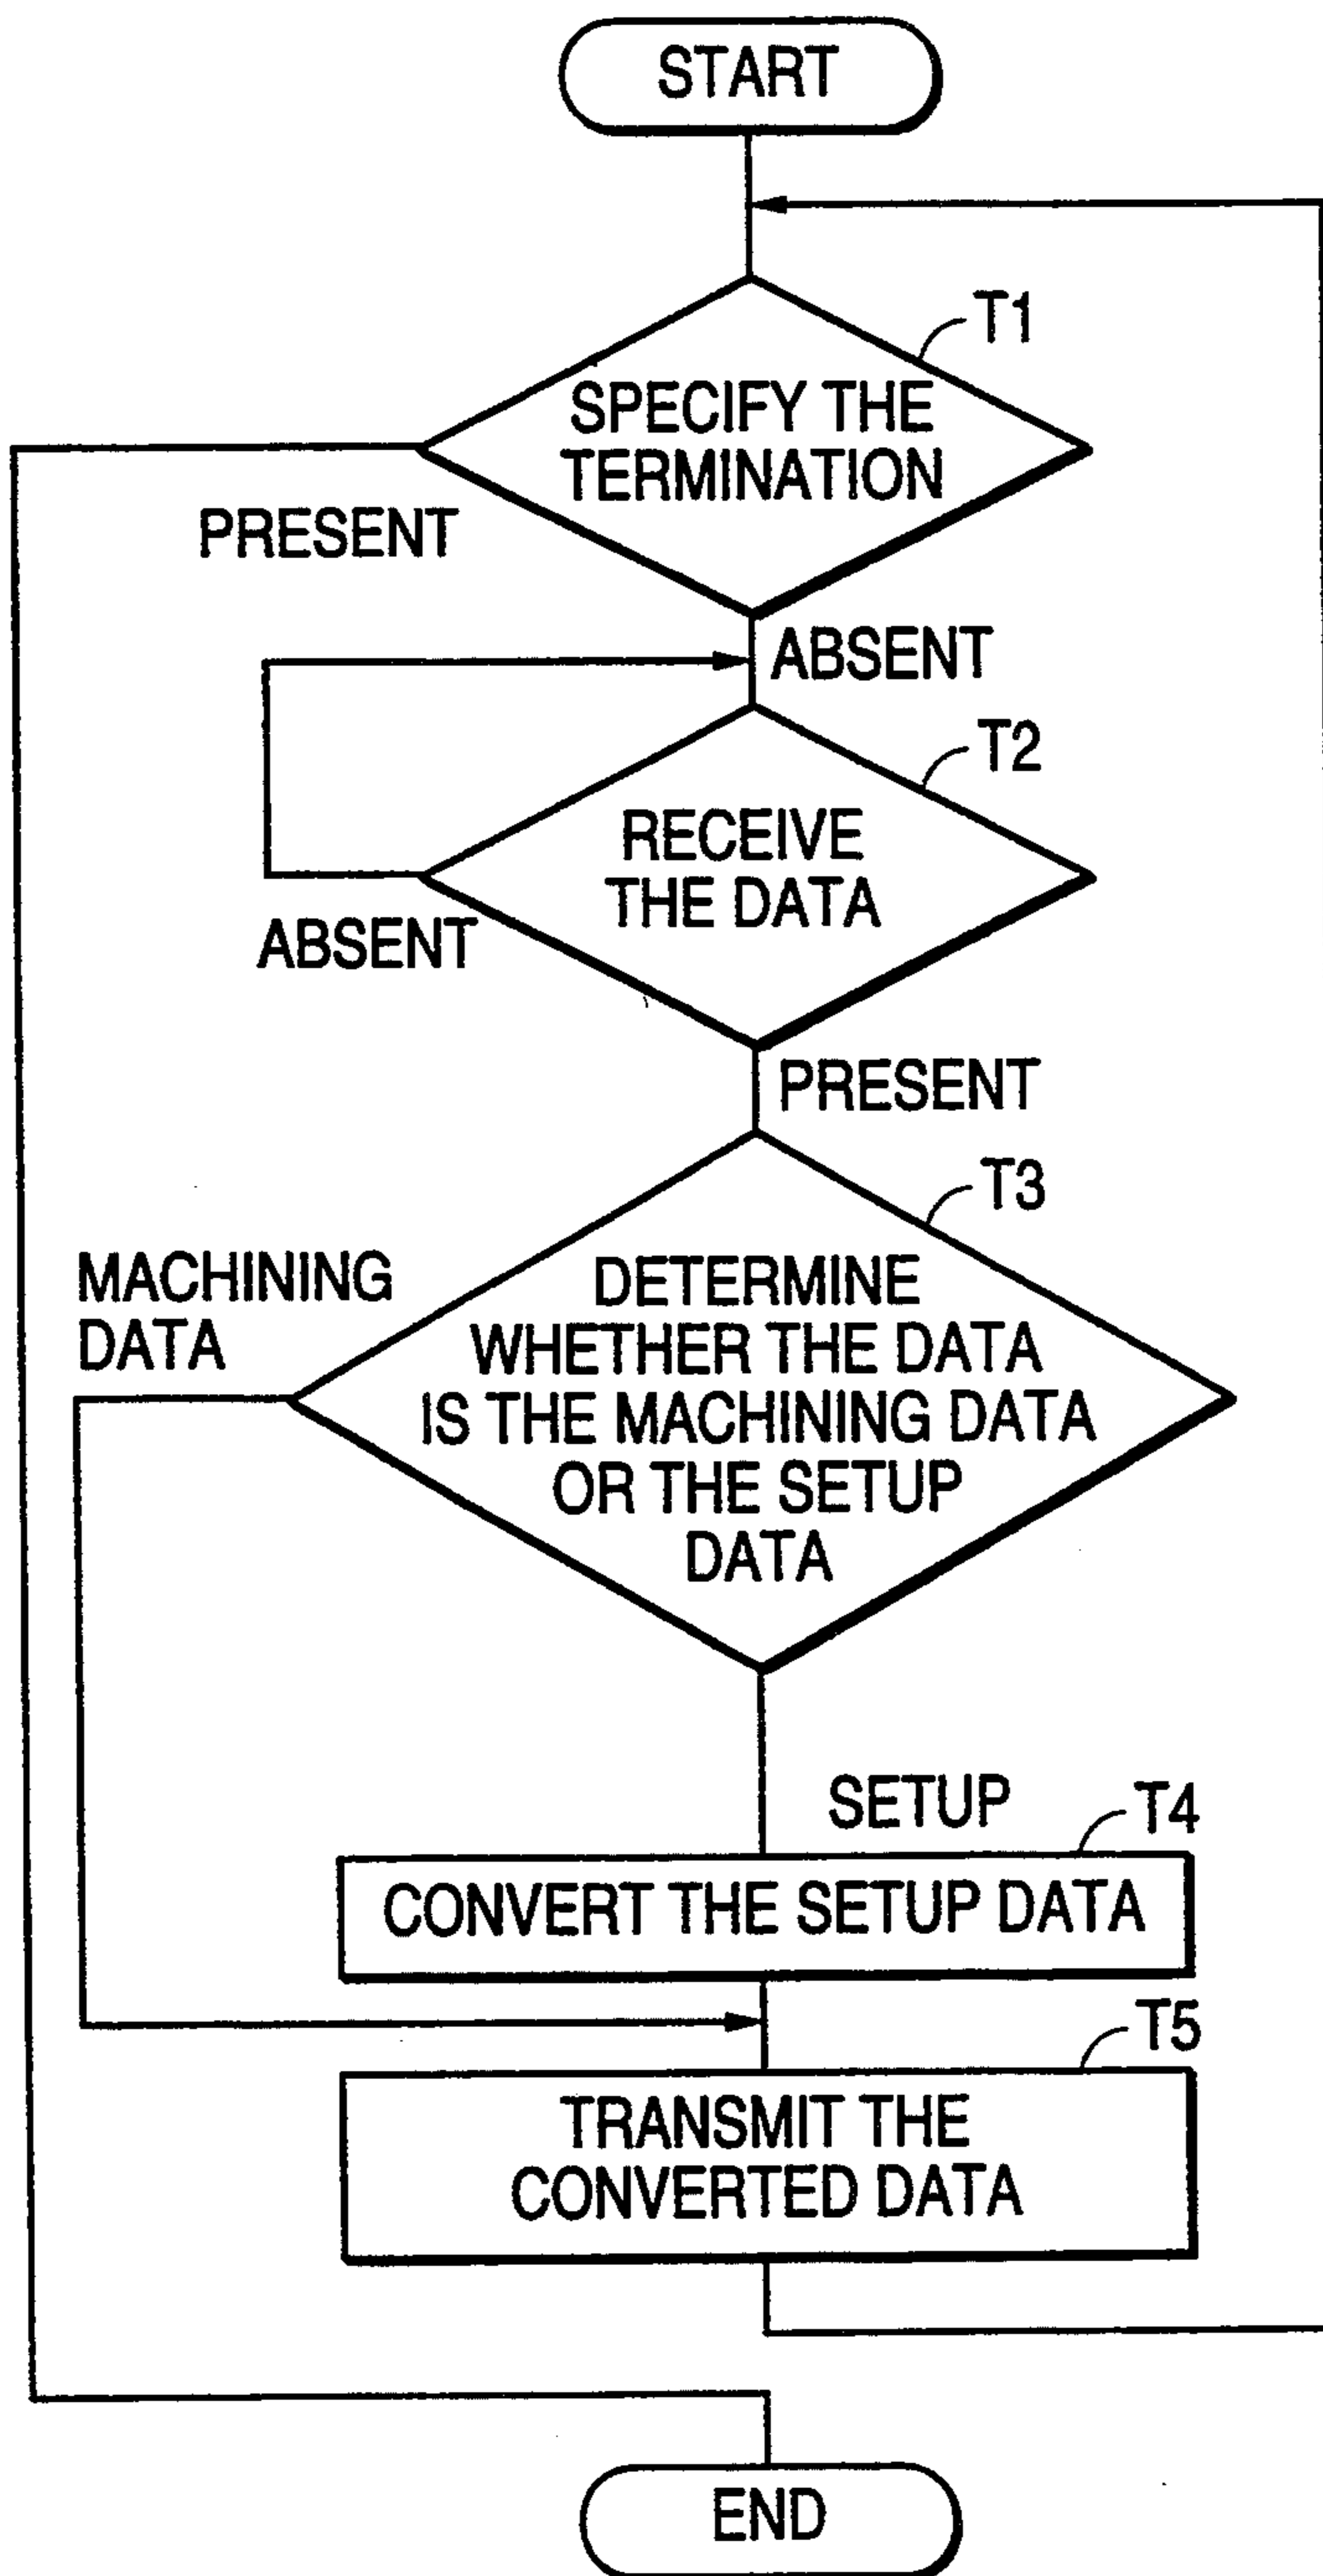 START
T1
SPECIFY THE
TERMINATION
PRESENT
ABSENT
T2
RECEIVE
THE DATA
ABSENT
PRESENT
T3
MACHINING
DATA
DETERMINE
WHETHER THE DATA
IS THE MACHINING DATA
OR THE SETUP
DATA
SETUP
T4
CONVERT THE SETUP DATA
T5
TRANSMIT THE
CONVERTED DATA
END